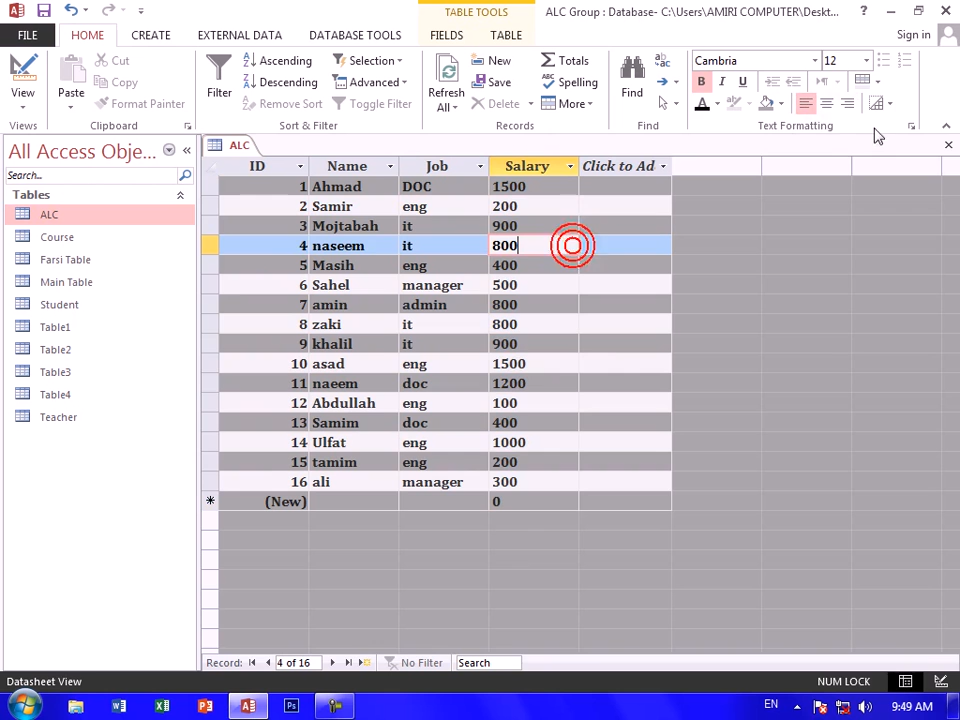 TABLE TOOLS
ALC Group : Database- C:\Users\AMIRI COMPUTER\Deskt...
?
FILE HOME CREATE EXTERNAL DATA DATABASE TOOLS FIELDS TABLE Sign in
View
Views
Paste
Cut
Copy
Format Painter
Clipboard
Filter
Ascending
Descending
Remove Sort
Selection
Advanced
Toggle Filter
Sort & Filter
Refresh
All
New
Save
Delete
Totals
Spelling
More
Records
Find
Find
Cambria 12
B I U
A
Text Formatting
All Access Obje...
Search...
Tables
ALC
Course
Farsi Table
Main Table
Student
Table1
Table2
Table3
Table4
Teacher
ALC
ID Name Job Salary Click to Ad
1 Ahmad DOC 1500
2 Samir eng 200
3 Mojtabah it 900
4 naseem it 800
5 Masih eng 400
6 Sahel manager 500
7 amin admin 800
8 zaki it 800
9 khalil it 900
10 asad eng 1500
11 naeem doc 1200
12 Abdullah eng 100
13 Samim doc 400
14 Ulfat eng 1000
15 tamim eng 200
16 ali manager 300
* (New) 0
Record: 4 of 16 No Filter Search
Datasheet View NUM LOCK
EN 9:49 AM